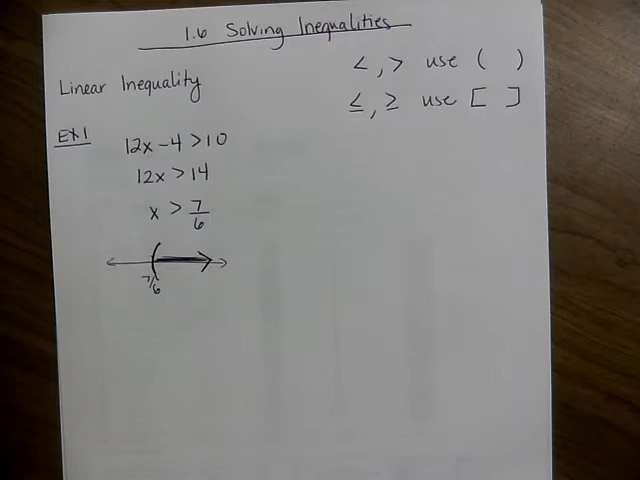 1.6 Solving Inequalities
<, > use ( )
≤, ≥ use [ ]
Linear Inequality
EX1
12x - 4 > 10
12x > 14
x > 7/6
7/6